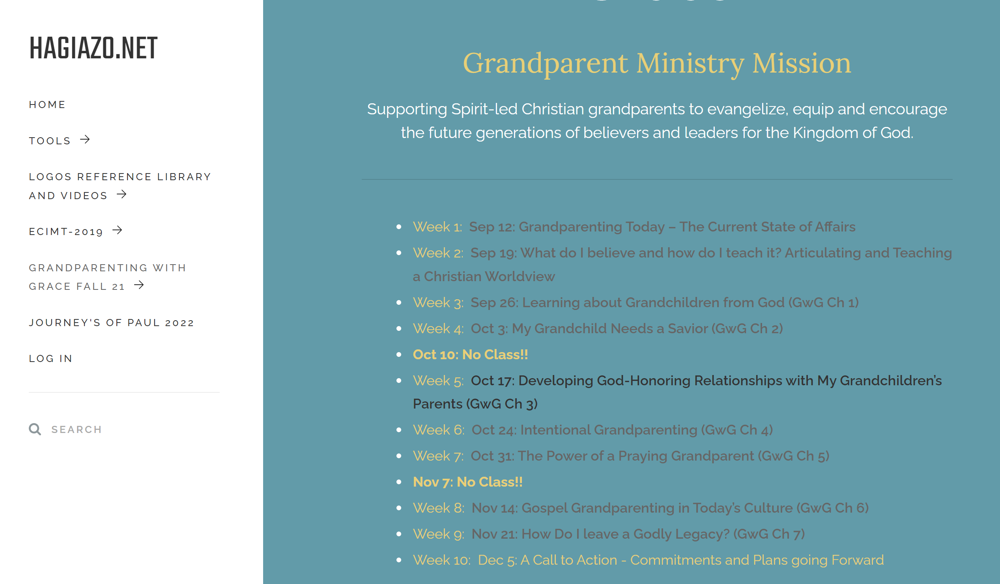 HAGIAZO.NET
HOME
TOOLS
LOGOS REFERENCE LIBRARY
AND VIDEOS
ECIMT-2019
GRANDPARENTING WITH
GRACE FALL 21
JOURNEY'S OF PAUL 2022
LOG IN
SEARCH
Grandparent Ministry Mission
Supporting Spirit-led Christian grandparents to evangelize, equip and encourage
the future generations of believers and leaders for the Kingdom of God.
Week 1: Sep 12: Grandparenting Today – The Current State of Affairs
Week 2: Sep 19: What do I believe and how do I teach it? Articulating and Teaching
a Christian Worldview
Week 3: Sep 26: Learning about Grandchildren from God (GwG Ch 1)
Week 4: Oct 3: My Grandchild Needs a Savior (GwG Ch 2)
Oct 10: No Class!!
Week 5: Oct 17: Developing God-Honoring Relationships with My Grandchildren’s
Parents (GwG Ch 3)
Week 6: Oct 24: Intentional Grandparenting (GwG Ch 4)
Week 7: Oct 31: The Power of a Praying Grandparent (GwG Ch 5)
Nov 7: No Class!!
Week 8: Nov 14: Gospel Grandparenting in Today’s Culture (GwG Ch 6)
Week 9: Nov 21: How Do I leave a Godly Legacy? (GwG Ch 7)
Week 10: Dec 5: A Call to Action - Commitments and Plans going Forward